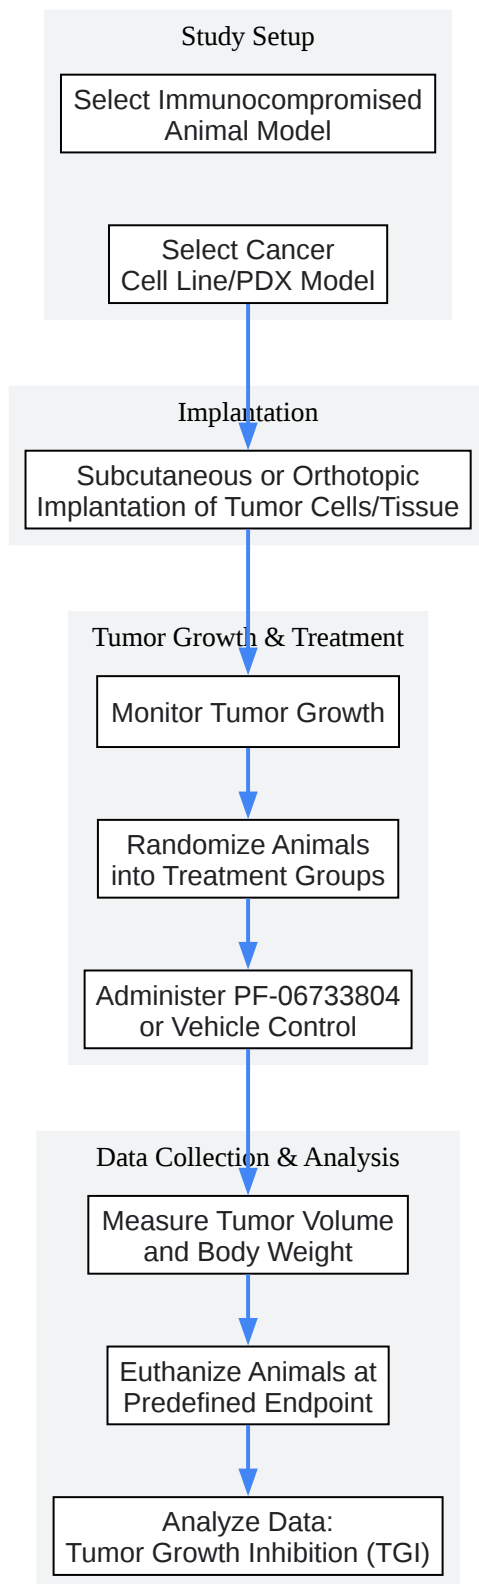 Study Setup
Select Immunocompromised
Animal Model
Select Cancer
Cell Line/PDX Model
Implantation
Subcutaneous or Orthotopic
Implantation of Tumor Cells/Tissue
Tumor Growth & Treatment
Monitor Tumor Growth
Randomize Animals
into Treatment Groups
Administer PF-06733804
or Vehicle Control
Data Collection & Analysis
Measure Tumor Volume
and Body Weight
Euthanize Animals at
Predefined Endpoint
Analyze Data:
Tumor Growth Inhibition (TGI)